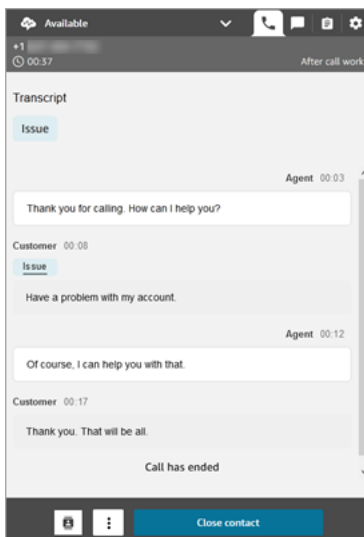 Available
+1
00:37
After call work
Transcript
Issue
Agent 00:03
Thank you for calling. How can I help you?
Customer 00:08
Issue
Have a problem with my account.
Agent 00:12
Of course, I can help you with that.
Customer 00:17
Thank you. That will be all.
Call has ended
Close contact